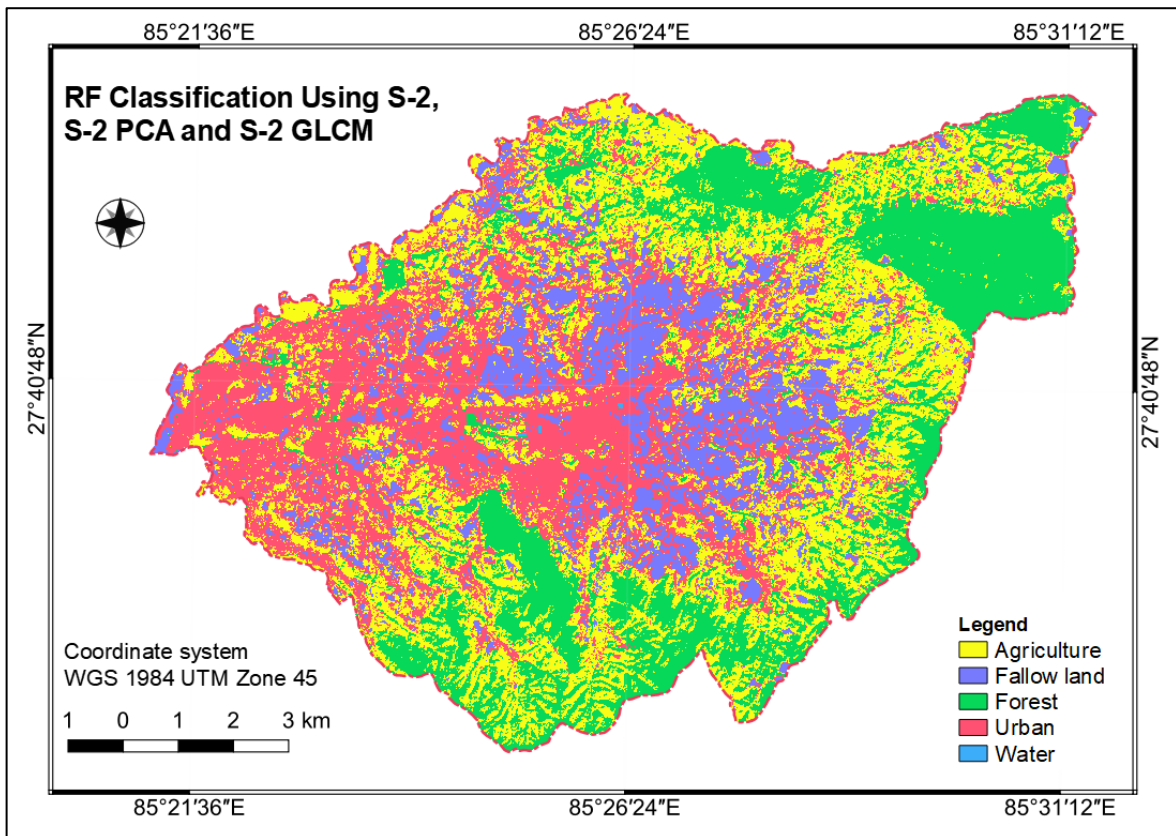 85°21'36"E 85°26'24"E 85°31'12"E
RF Classification Using S-2,
S-2 PCA and S-2 GLCM
27°40'48"N
27°40'48"N
Legend
Agriculture
Fallow land
Forest
Urban
Water
Coordinate system
WGS 1984 UTM Zone 45
1 0 1 2 3 km
85°21'36"E 85°26'24"E 85°31'12"E